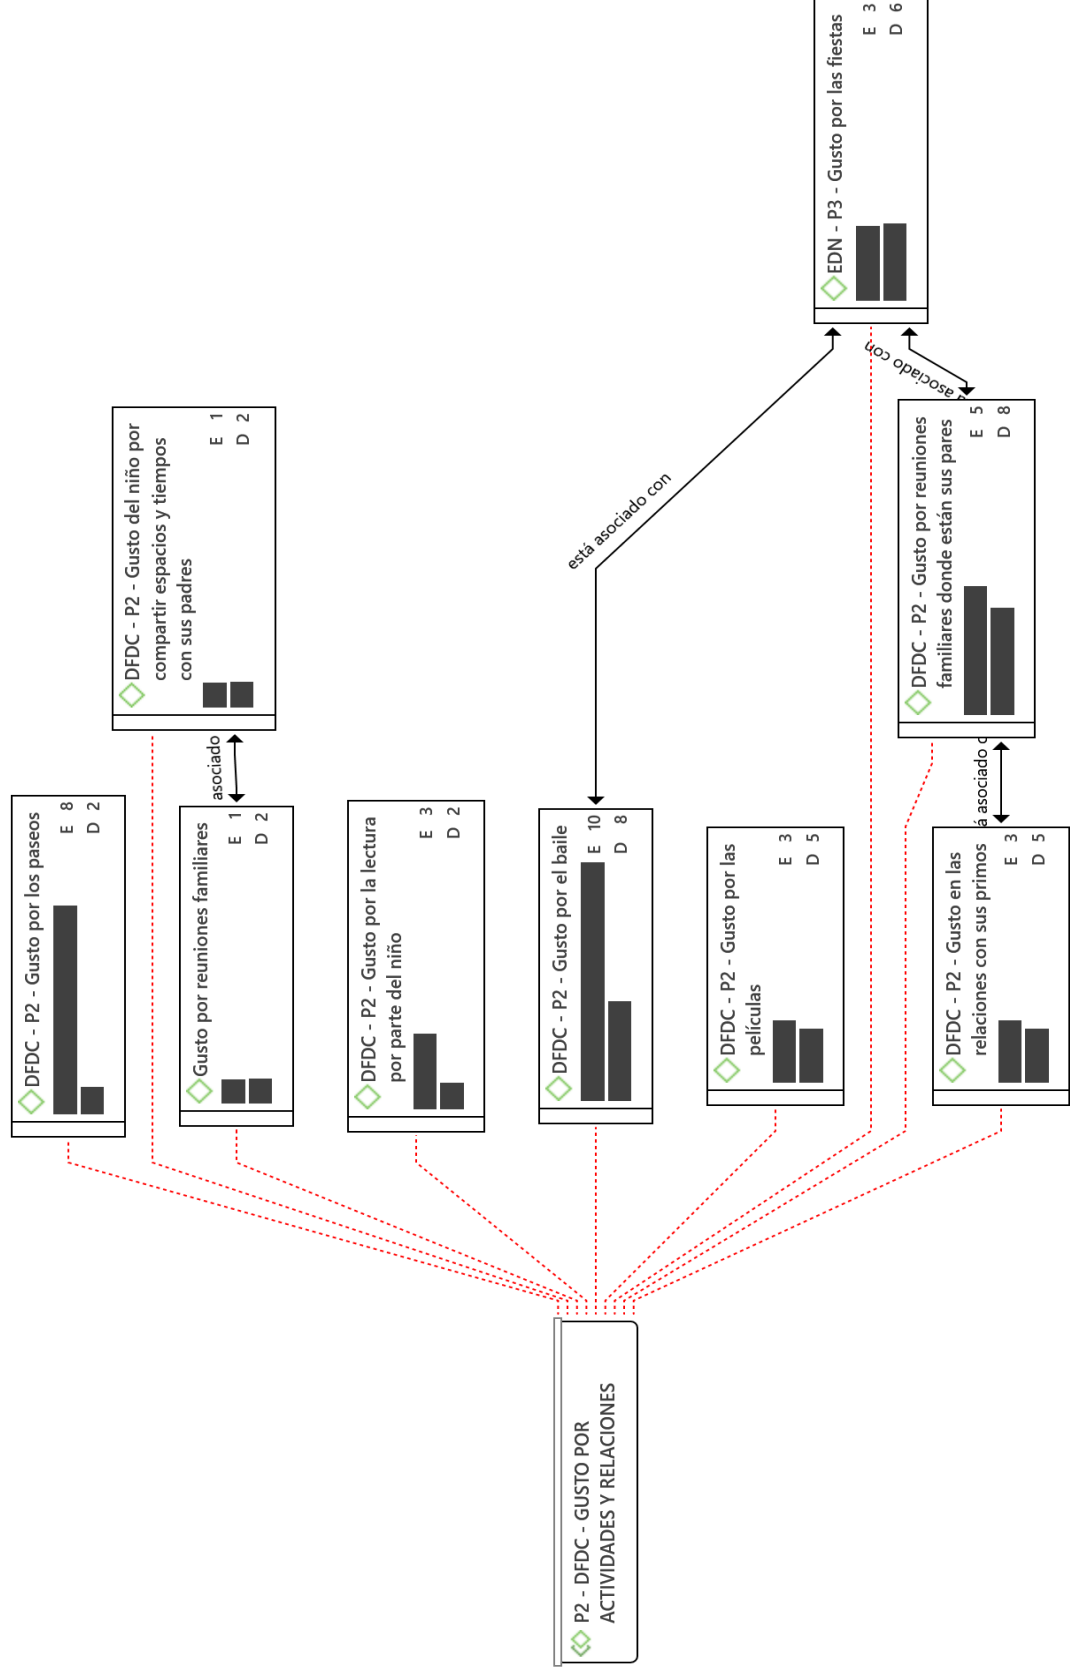 P2 - DFDC - GUSTO POR
ACTIVIDADES Y RELACIONES
DFDC - P2 - Gusto por los paseos
E 8
D 2
DFDC - P2 - Gusto del niño por
compartir espacios y tiempos
con sus padres
E 1
D 2
asociado
Gusto por reuniones familiares
E 1
D 2
DFDC - P2 - Gusto por la lectura
por parte del niño
E 3
D 2
DFDC - P2 - Gusto por el baile
E 10
D 8
está asociado con
EDN - P3 - Gusto por las fiestas
E 3
D 6
asociado con
DFDC - P2 - Gusto por las
películas
E 3
D 5
DFDC - P2 - Gusto por reuniones
familiares donde están sus pares
E 5
D 8
á asociado c
DFDC - P2 - Gusto en las
relaciones con sus primos
E 3
D 5